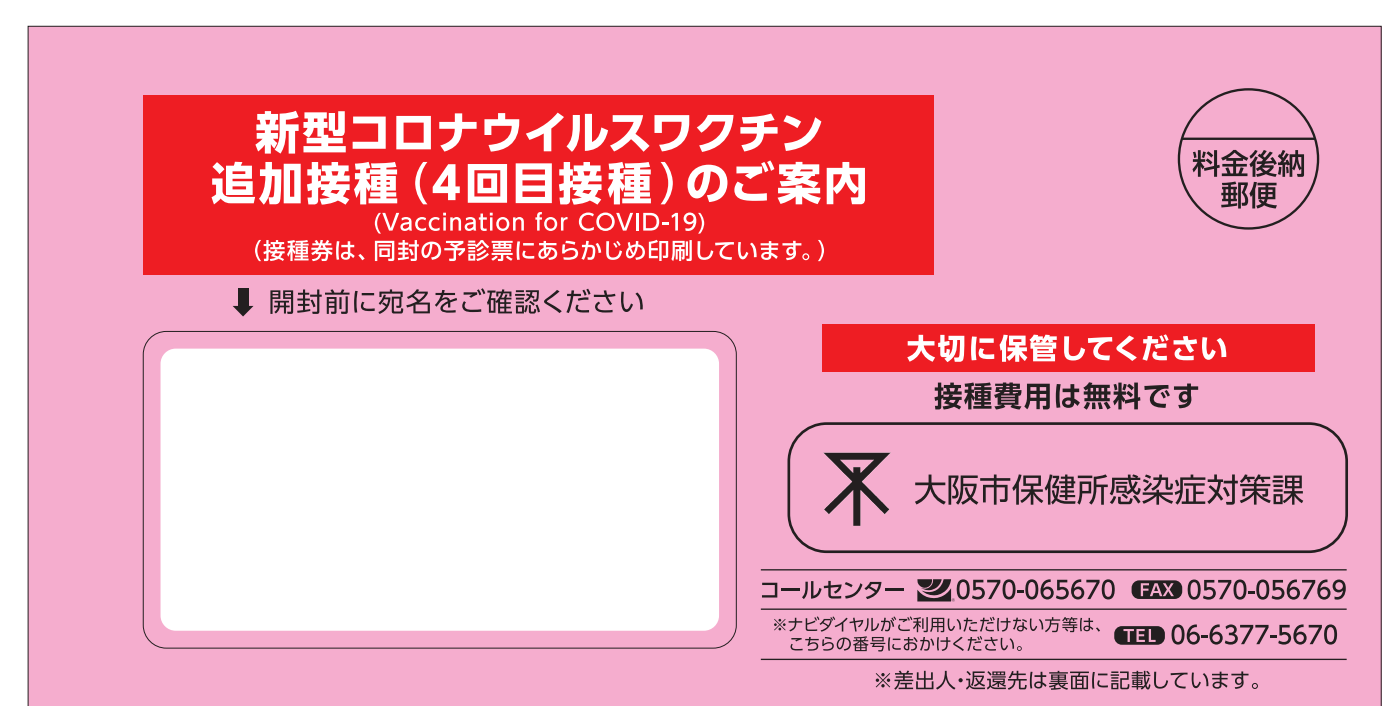 新型コロナウイルスワクチン
追加接種（4回目接種）のご案内
(Vaccination for COVID-19)
（接種券は、同封の予診票にあらかじめ印刷しています。）
料金後納
郵便
⬇ 開封前に宛名をご確認ください
大切に保管してください
接種費用は無料です
大阪市保健所感染症対策課
コールセンター 0570-065670 FAX 0570-056769
※ナビダイヤルがご利用いただけない方等は、
こちらの番号におかけください。
TEL 06-6377-5670
※差出人・返還先は裏面に記載しています。